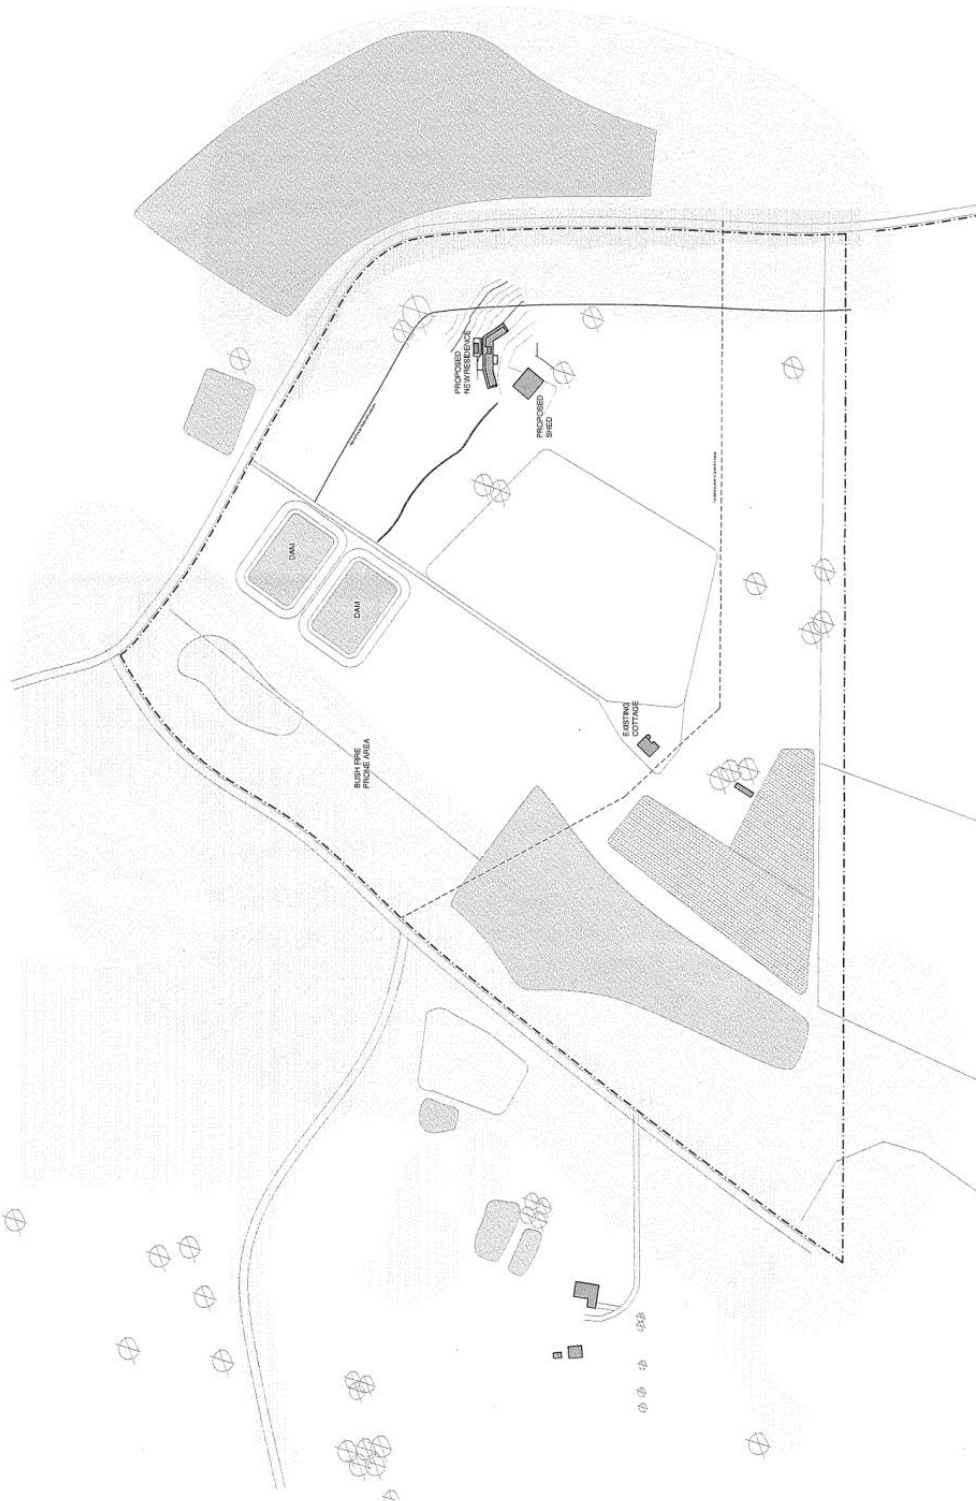 PROPOSED
NEW RESIDENCE
PROPOSED
SHED
DAM
DAM
EXISTING
COTTAGE
BUSH FIRE
PRONE AREA